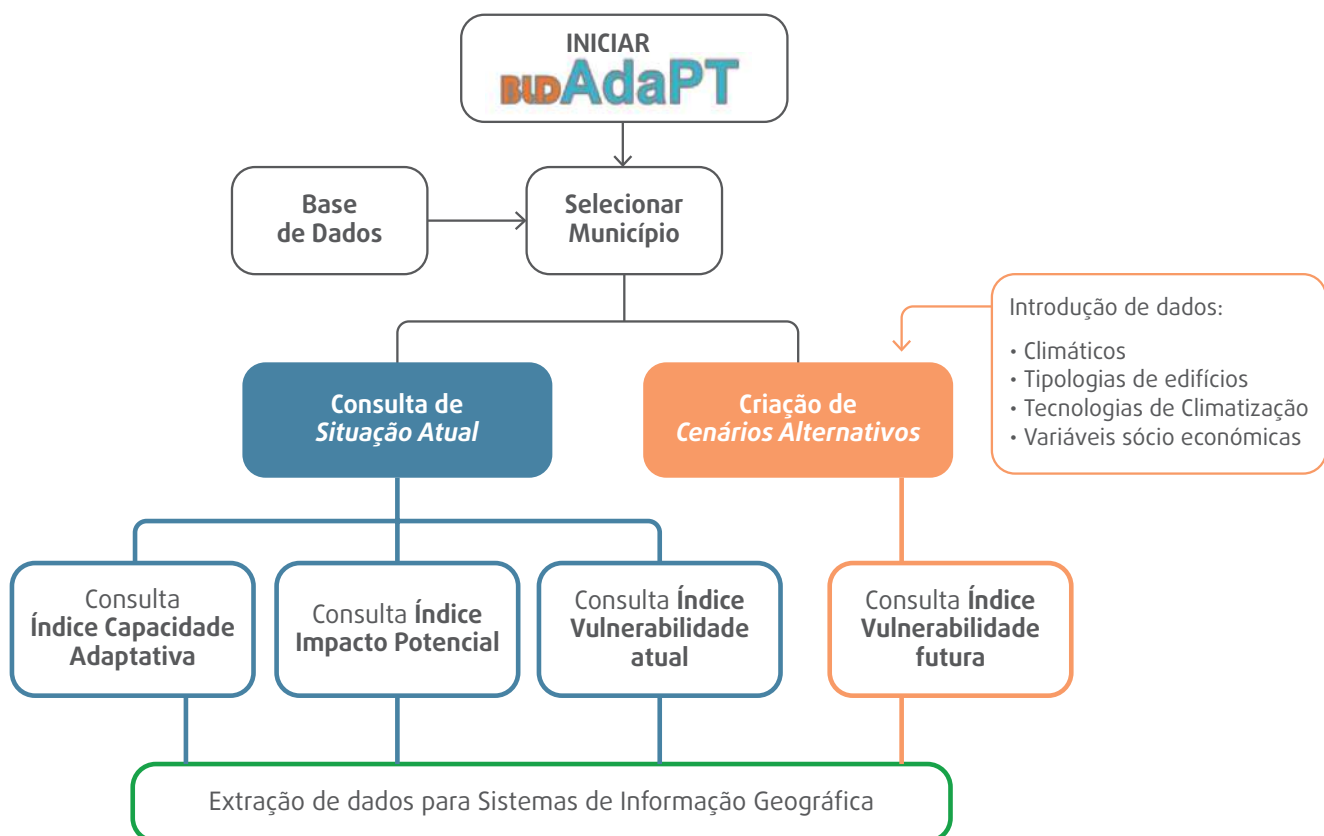 INICIAR
BLDAdaPT
Base
de Dados
Selecionar
Município
Introdução de dados:
• Climáticos
• Tipologias de edifícios
• Tecnologias de Climatização
• Variáveis sócio económicas
Consulta de
Situação Atual
Criação de
Cenários Alternativos
Consulta
Índice Capacidade
Adaptativa
Consulta Índice
Impacto Potencial
Consulta Índice
Vulnerabilidade
atual
Consulta Índice
Vulnerabilidade
futura
Extração de dados para Sistemas de Informação Geográfica